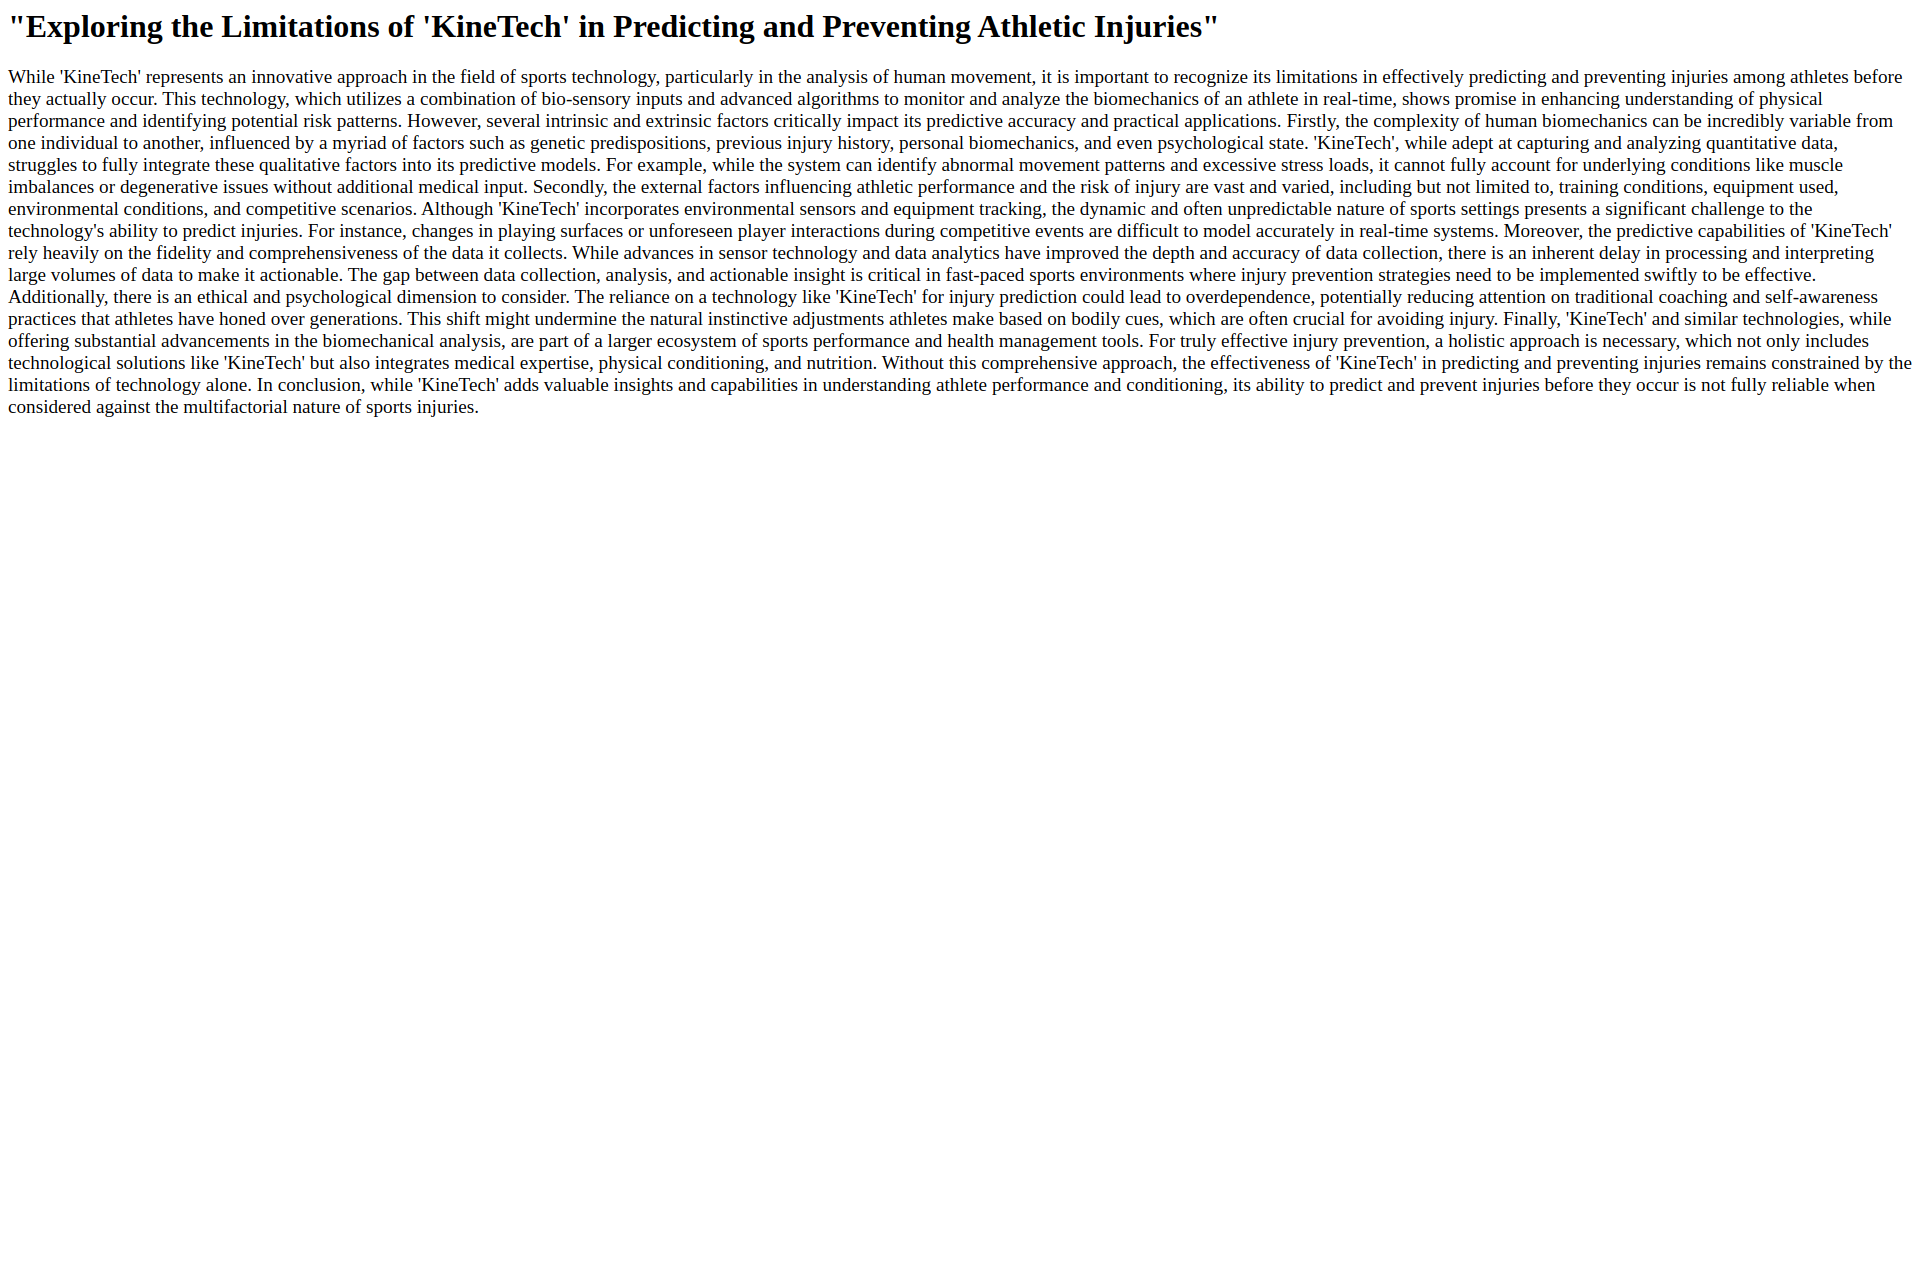 "Exploring the Limitations of 'KineTech' in Predicting and Preventing Athletic Injuries"
While 'KineTech' represents an innovative approach in the field of sports technology, particularly in the analysis of human movement, it is important to recognize its limitations in effectively predicting and preventing injuries among athletes before
they actually occur. This technology, which utilizes a combination of bio-sensory inputs and advanced algorithms to monitor and analyze the biomechanics of an athlete in real-time, shows promise in enhancing understanding of physical
performance and identifying potential risk patterns. However, several intrinsic and extrinsic factors critically impact its predictive accuracy and practical applications. Firstly, the complexity of human biomechanics can be incredibly variable from
one individual to another, influenced by a myriad of factors such as genetic predispositions, previous injury history, personal biomechanics, and even psychological state. 'KineTech', while adept at capturing and analyzing quantitative data,
struggles to fully integrate these qualitative factors into its predictive models. For example, while the system can identify abnormal movement patterns and excessive stress loads, it cannot fully account for underlying conditions like muscle
imbalances or degenerative issues without additional medical input. Secondly, the external factors influencing athletic performance and the risk of injury are vast and varied, including but not limited to, training conditions, equipment used,
environmental conditions, and competitive scenarios. Although 'KineTech' incorporates environmental sensors and equipment tracking, the dynamic and often unpredictable nature of sports settings presents a significant challenge to the
technology's ability to predict injuries. For instance, changes in playing surfaces or unforeseen player interactions during competitive events are difficult to model accurately in real-time systems. Moreover, the predictive capabilities of 'KineTech'
rely heavily on the fidelity and comprehensiveness of the data it collects. While advances in sensor technology and data analytics have improved the depth and accuracy of data collection, there is an inherent delay in processing and interpreting
large volumes of data to make it actionable. The gap between data collection, analysis, and actionable insight is critical in fast-paced sports environments where injury prevention strategies need to be implemented swiftly to be effective.
Additionally, there is an ethical and psychological dimension to consider. The reliance on a technology like 'KineTech' for injury prediction could lead to overdependence, potentially reducing attention on traditional coaching and self-awareness
practices that athletes have honed over generations. This shift might undermine the natural instinctive adjustments athletes make based on bodily cues, which are often crucial for avoiding injury. Finally, 'KineTech' and similar technologies, while
offering substantial advancements in the biomechanical analysis, are part of a larger ecosystem of sports performance and health management tools. For truly effective injury prevention, a holistic approach is necessary, which not only includes
technological solutions like 'KineTech' but also integrates medical expertise, physical conditioning, and nutrition. Without this comprehensive approach, the effectiveness of 'KineTech' in predicting and preventing injuries remains constrained by the
limitations of technology alone. In conclusion, while 'KineTech' adds valuable insights and capabilities in understanding athlete performance and conditioning, its ability to predict and prevent injuries before they occur is not fully reliable when
considered against the multifactorial nature of sports injuries.